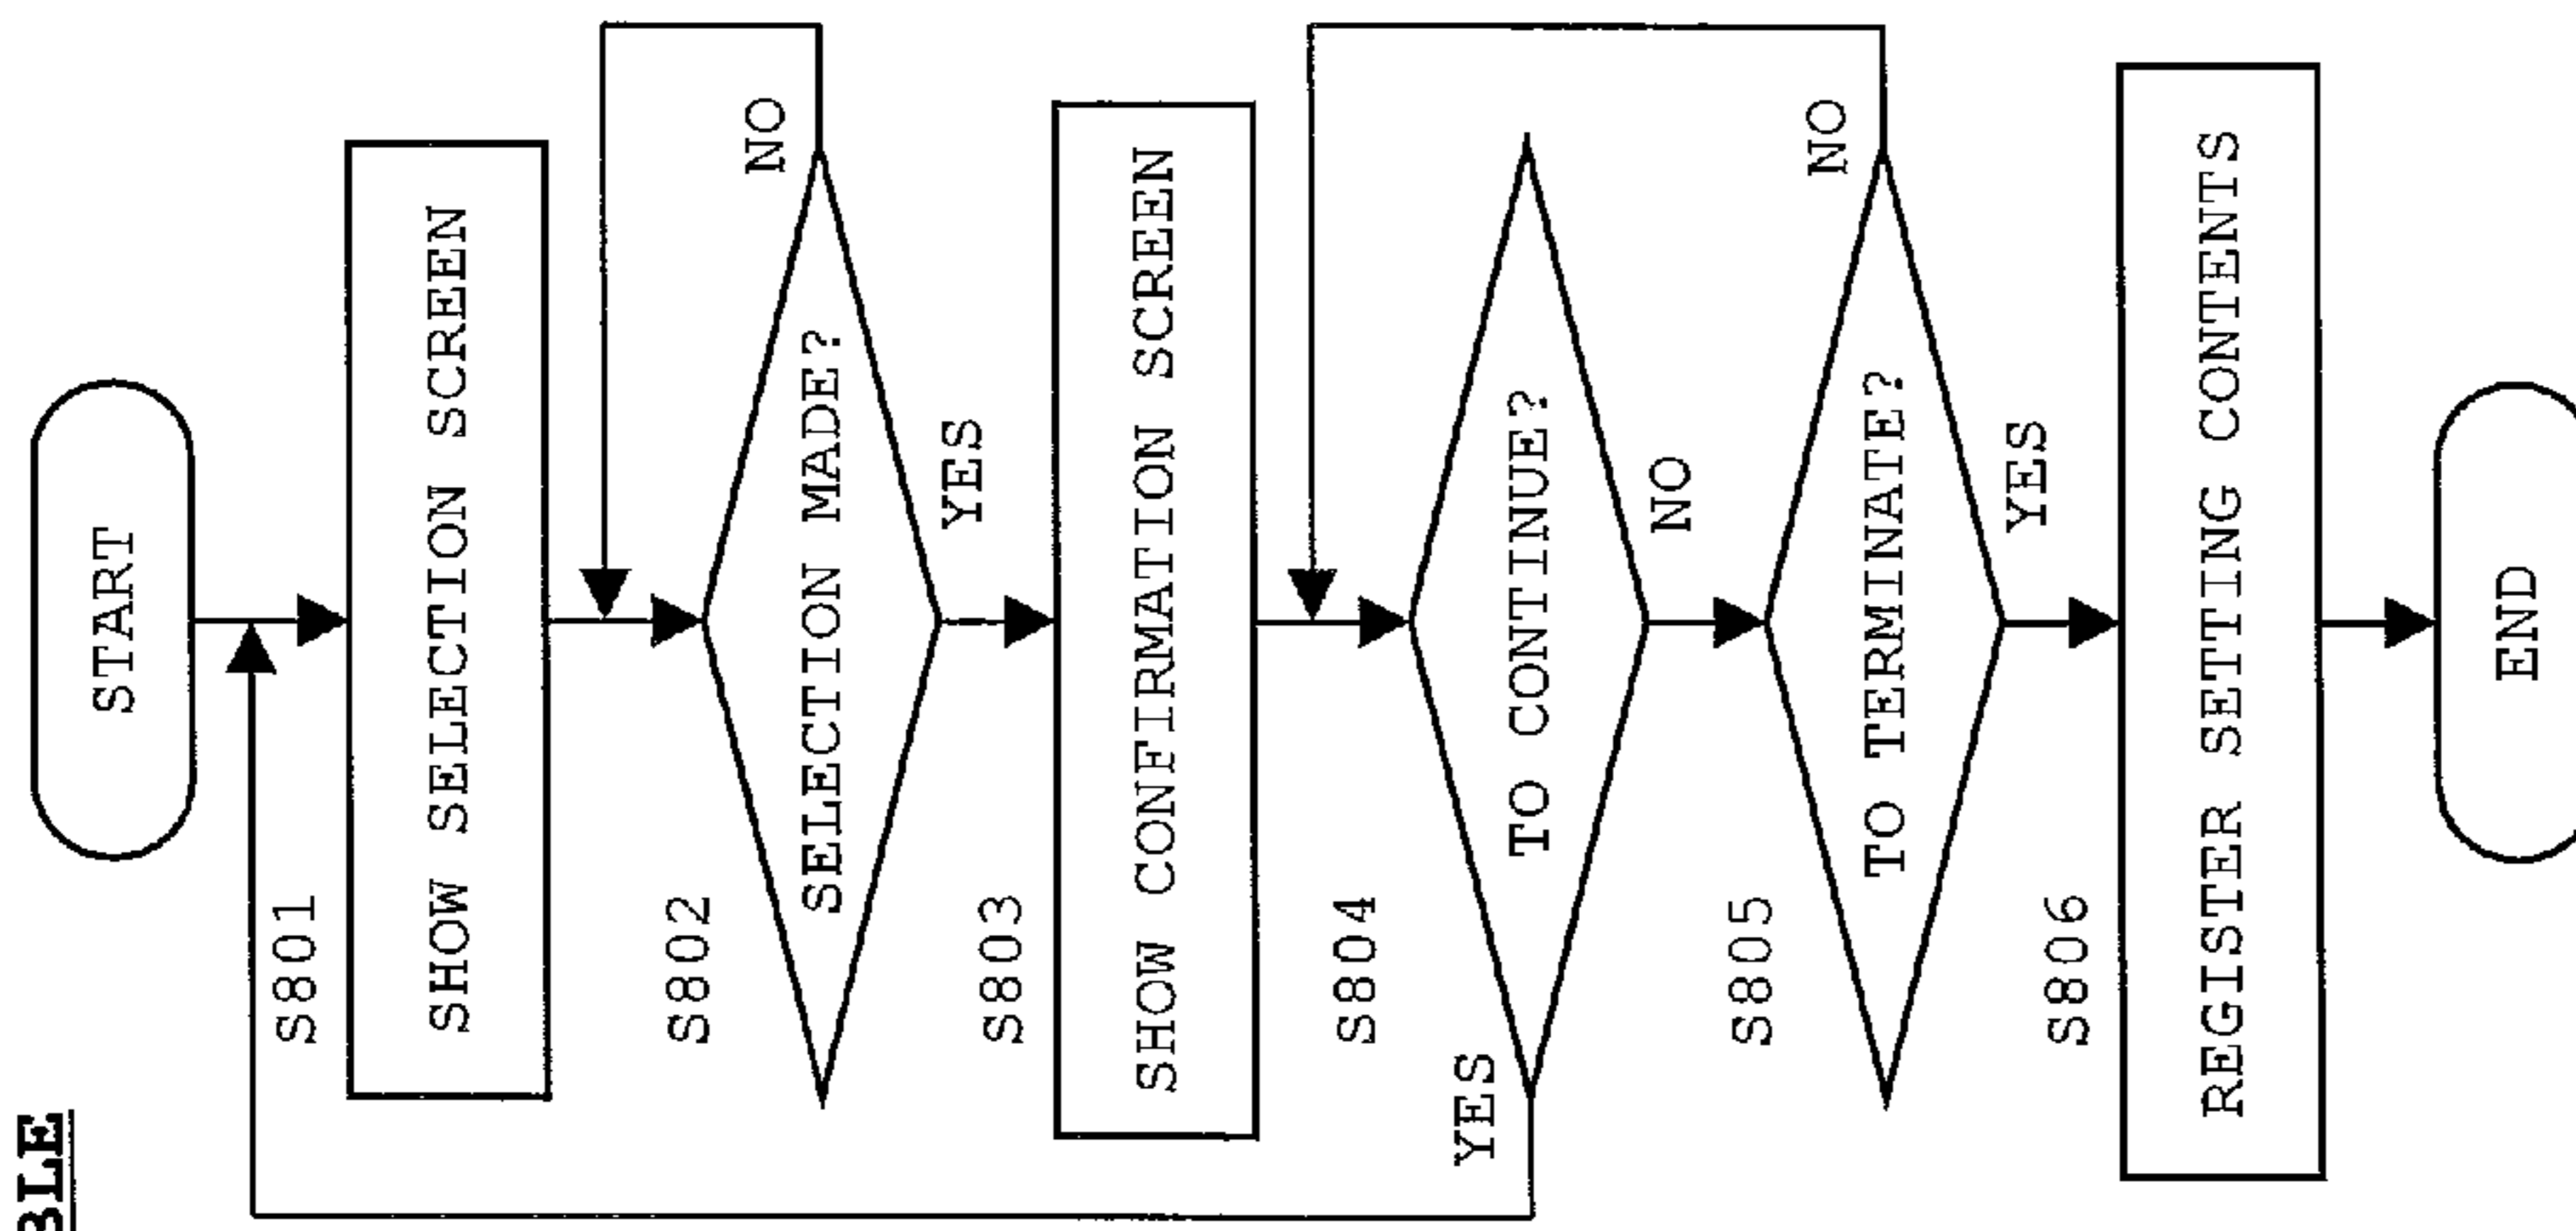 START
S801
SHOW SELECTION SCREEN
S802
SELECTION MADE?
NO
YES
S803
SHOW CONFIRMATION SCREEN
S804
TO CONTINUE?
YES
NO
S805
TO TERMINATE?
NO
YES
S806
REGISTER SETTING CONTENTS
END